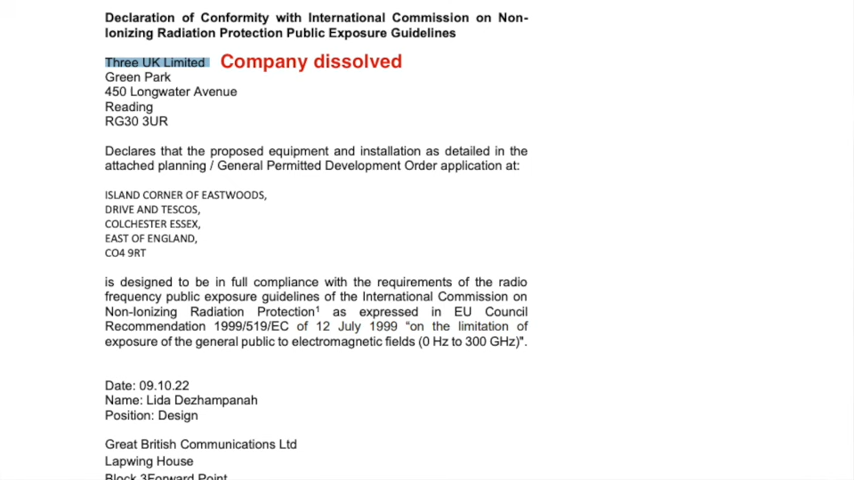 Declaration of Conformity with International Commission on Non-
Ionizing Radiation Protection Public Exposure Guidelines
Three UK Limited Company dissolved
Green Park
450 Longwater Avenue
Reading
RG30 3UR
Declares that the proposed equipment and installation as detailed in the
attached planning / General Permitted Development Order application at:
ISLAND CORNER OF EASTWOODS,
DRIVE AND TESCOS,
COLCHESTER ESSEX,
EAST OF ENGLAND,
CO4 9RT
is designed to be in full compliance with the requirements of the radio
frequency public exposure guidelines of the International Commission on
Non-Ionizing Radiation Protection¹ as expressed in EU Council
Recommendation 1999/519/EC of 12 July 1999 "on the limitation of
exposure of the general public to electromagnetic fields (0 Hz to 300 GHz)".
Date: 09.10.22
Name: Lida Dezhampanah
Position: Design
Great British Communications Ltd
Lapwing House
Block 3Forward Point